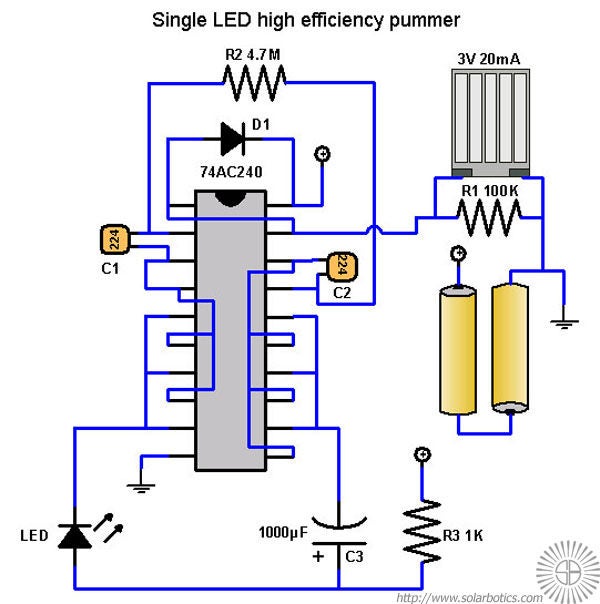 Single LED high efficiency pummer
R2 4.7M
3V 20mA
D1
74AC240
R1 100K
224
C1
224
C2
LED
1000µF
C3
+
R3 1K
http://www.solarbotics.com